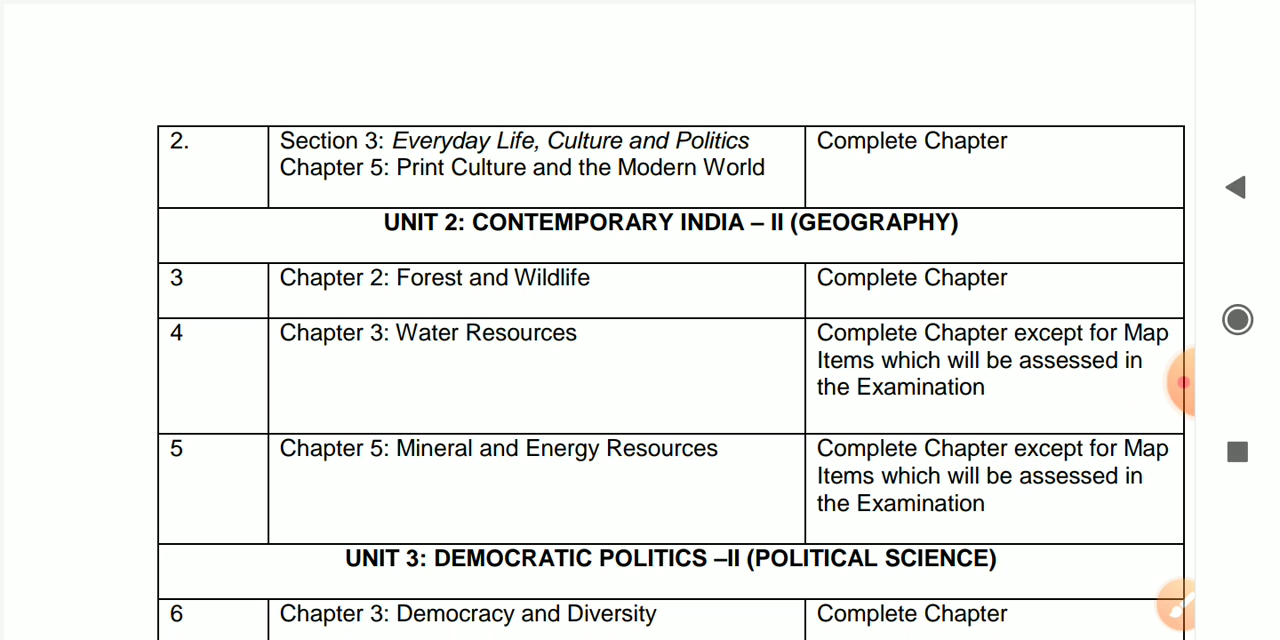 2.
Section 3: Everyday Life, Culture and Politics
Chapter 5: Print Culture and the Modern World
Complete Chapter
UNIT 2: CONTEMPORARY INDIA – II (GEOGRAPHY)
3
Chapter 2: Forest and Wildlife
Complete Chapter
4
Chapter 3: Water Resources
Complete Chapter except for Map
Items which will be assessed in
the Examination
5
Chapter 5: Mineral and Energy Resources
Complete Chapter except for Map
Items which will be assessed in
the Examination
UNIT 3: DEMOCRATIC POLITICS –II (POLITICAL SCIENCE)
6
Chapter 3: Democracy and Diversity
Complete Chapter